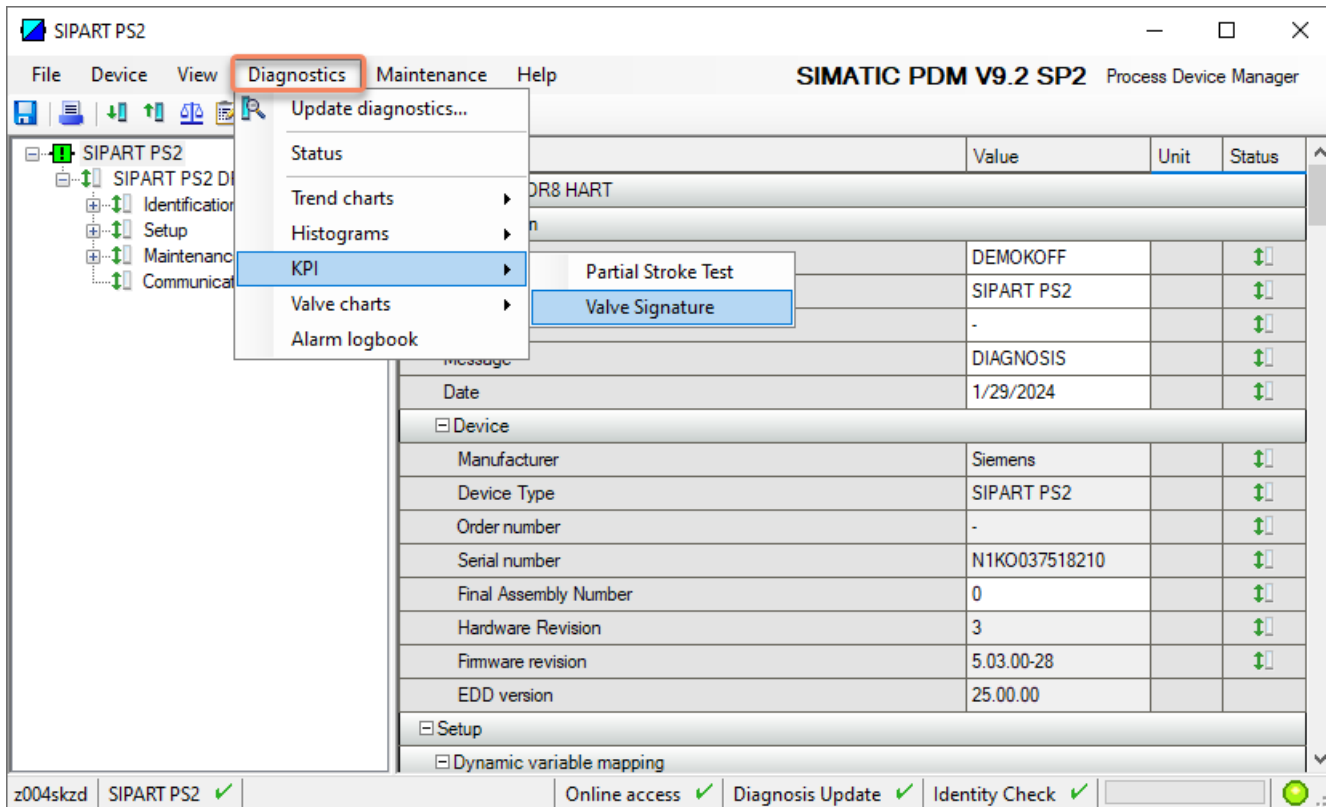 SIPART PS2
File Device View Diagnostics Maintenance Help SIMATIC PDM V9.2 SP2 Process Device Manager
Update diagnostics...
Status
Trend charts
Histograms
KPI
Valve charts
Alarm logbook
Partial Stroke Test
Valve Signature
SIPART PS2
SIPART PS2
Identification
Setup
Communicat
Value Unit Status
DR8 HART
DEMOKOFF
SIPART PS2
-
Message DIAGNOSIS
Date 1/29/2024
Device
Manufacturer Siemens
Device Type SIPART PS2
Order number -
Serial number N1KO037518210
Final Assembly Number 0
Hardware Revision 3
Firmware revision 5.03.00-28
EDD version 25.00.00
Setup
Dynamic variable mapping
z004skzd SIPART PS2 Online access Diagnosis Update Identity Check